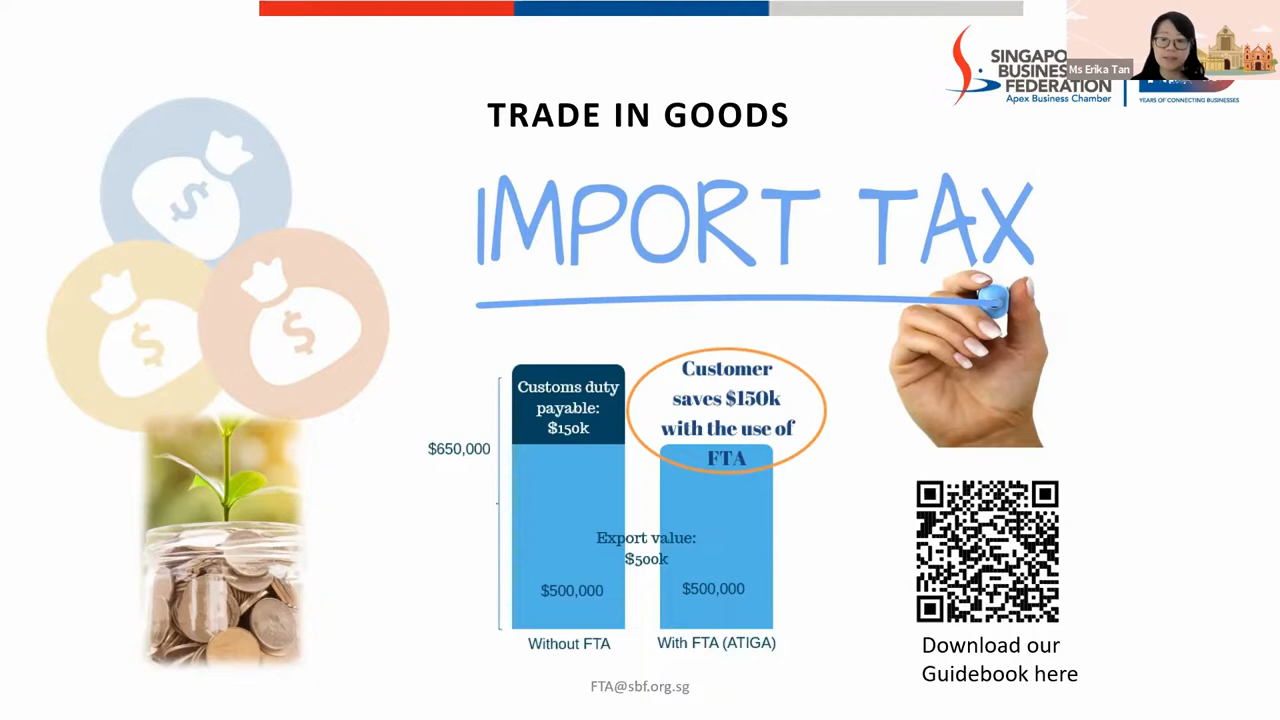 SINGAPO
BUSINE
FEDERATION
Apex Business Chamber
YEARS OF CONNECTING BUSINESSES
Ms Erika Tan
TRADE IN GOODS
IMPORT TAX
Customs duty
payable:
$150k
Customer
saves $150k
with the use of
FTA
$650,000
Export value:
$500k
$500,000
$500,000
Without FTA
With FTA (ATIGA)
Download our
Guidebook here
FTA@sbf.org.sg